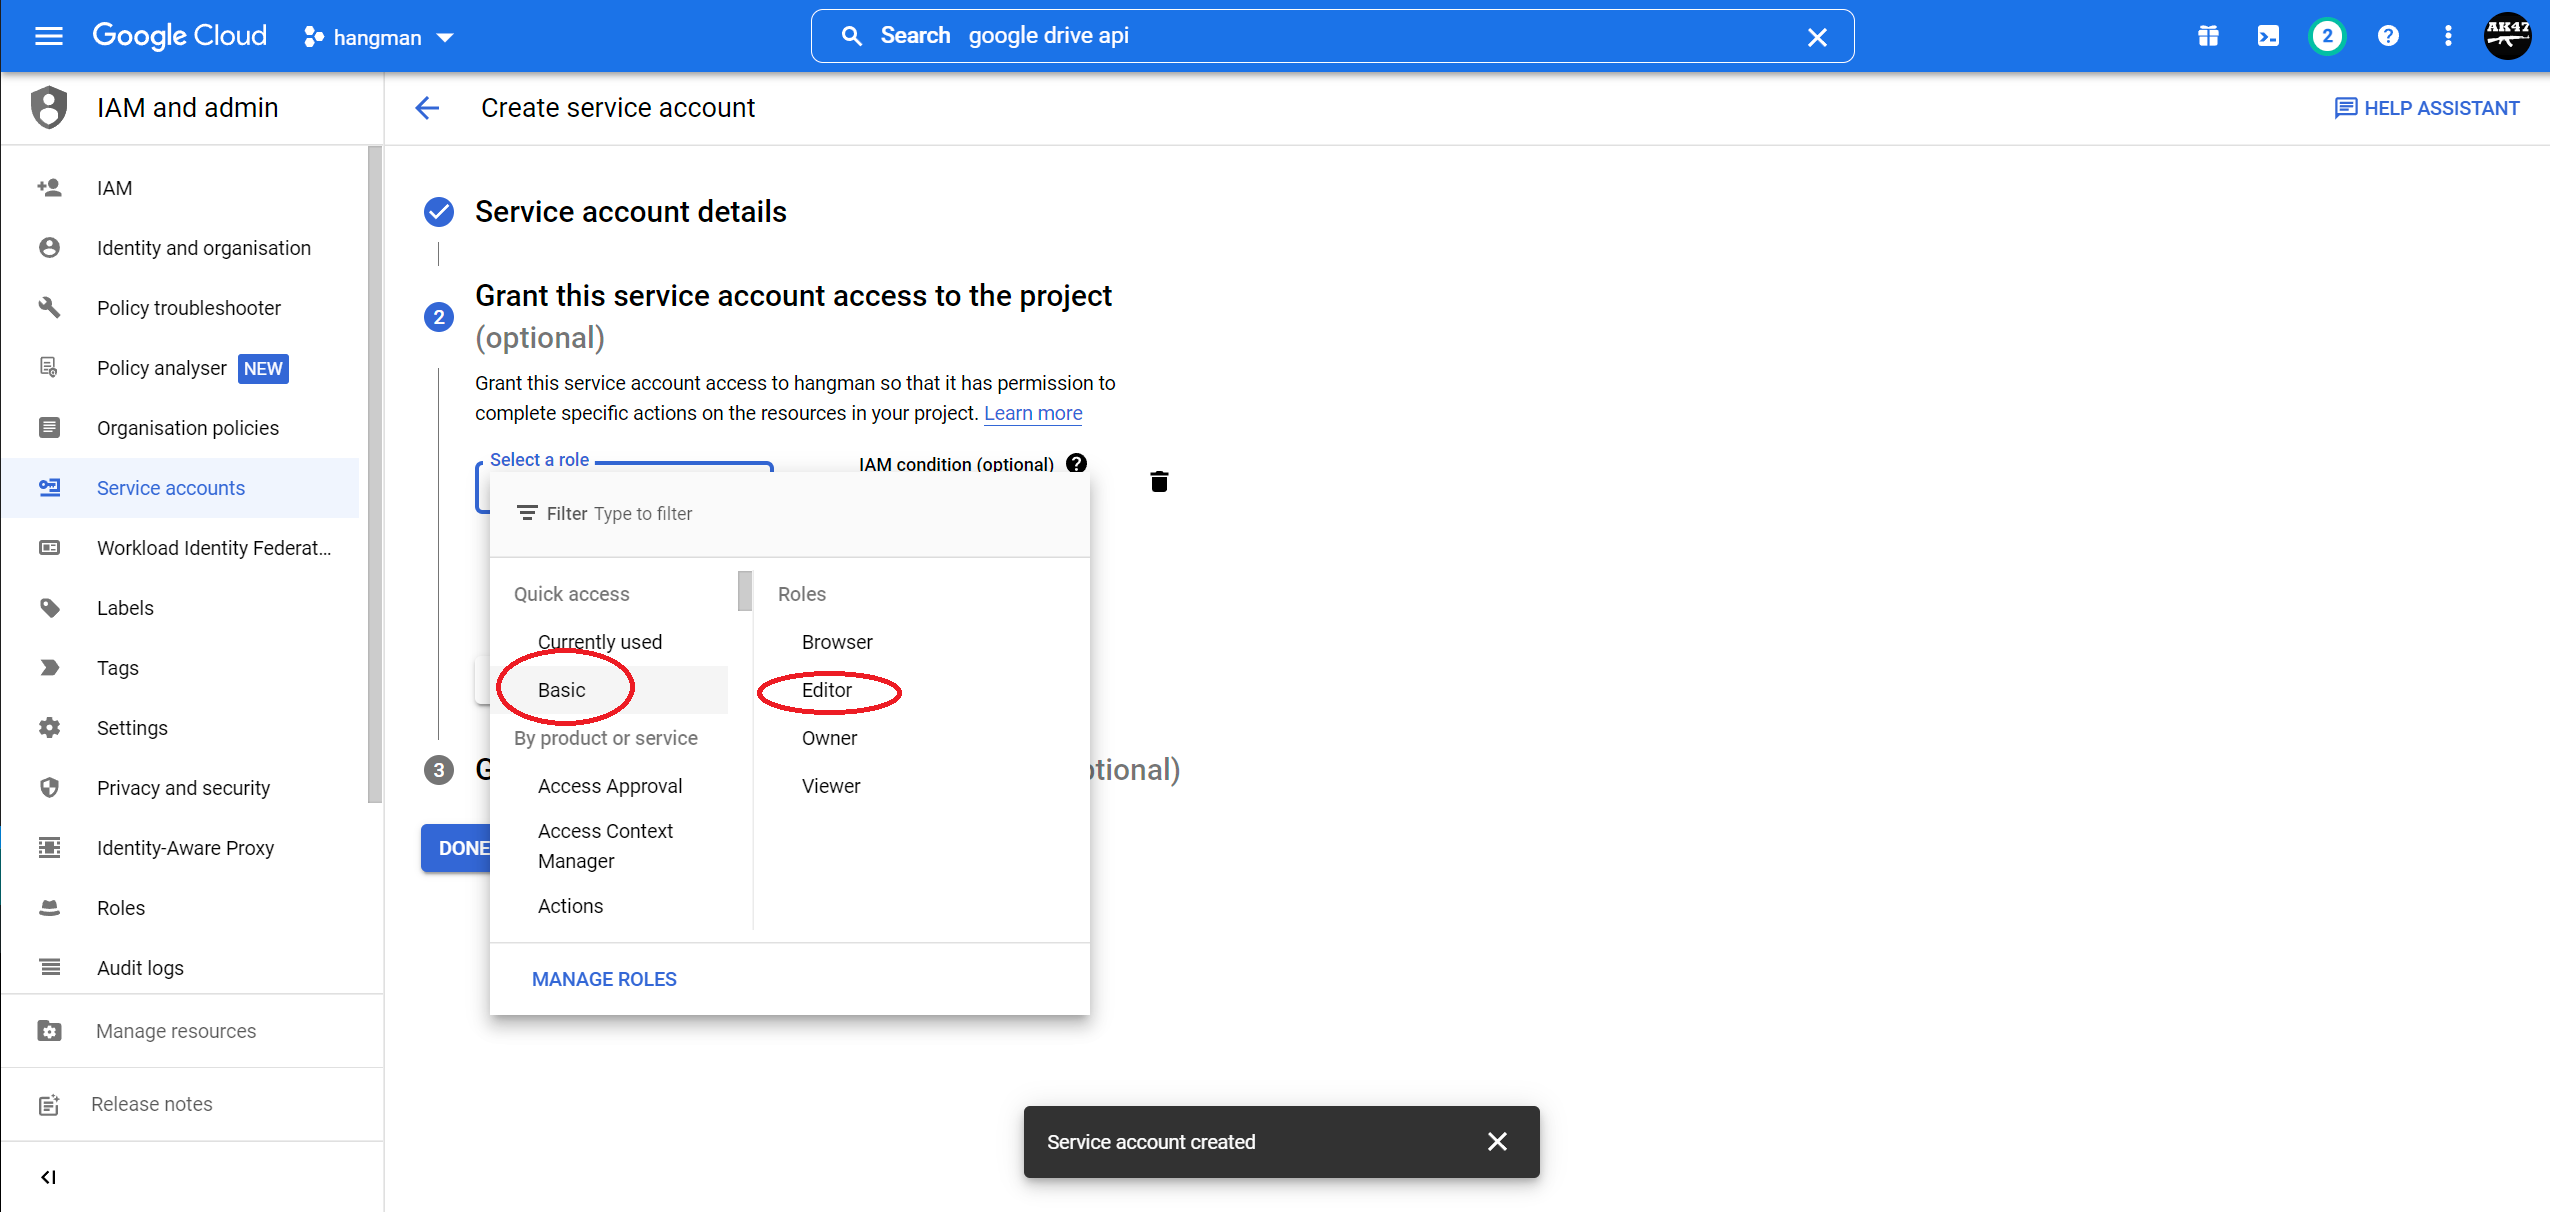 Google Cloud
hangman
Search google drive api
2
AK47
IAM and admin
Create service account
HELP ASSISTANT
IAM
Identity and organisation
Policy troubleshooter
Policy analyser NEW
Organisation policies
Service accounts
Workload Identity Federat...
Labels
Tags
Settings
Privacy and security
Identity-Aware Proxy
Roles
Audit logs
Manage resources
Release notes
Service account details
2
Grant this service account access to the project
(optional)
Grant this service account access to hangman so that it has permission to
complete specific actions on the resources in your project. Learn more
Select a role
IAM condition (optional)
Filter Type to filter
Quick access
Currently used
Basic
By product or service
Access Approval
Access Context
Manager
Actions
Roles
Browser
Editor
Owner
Viewer
MANAGE ROLES
3
DONE
Service account created